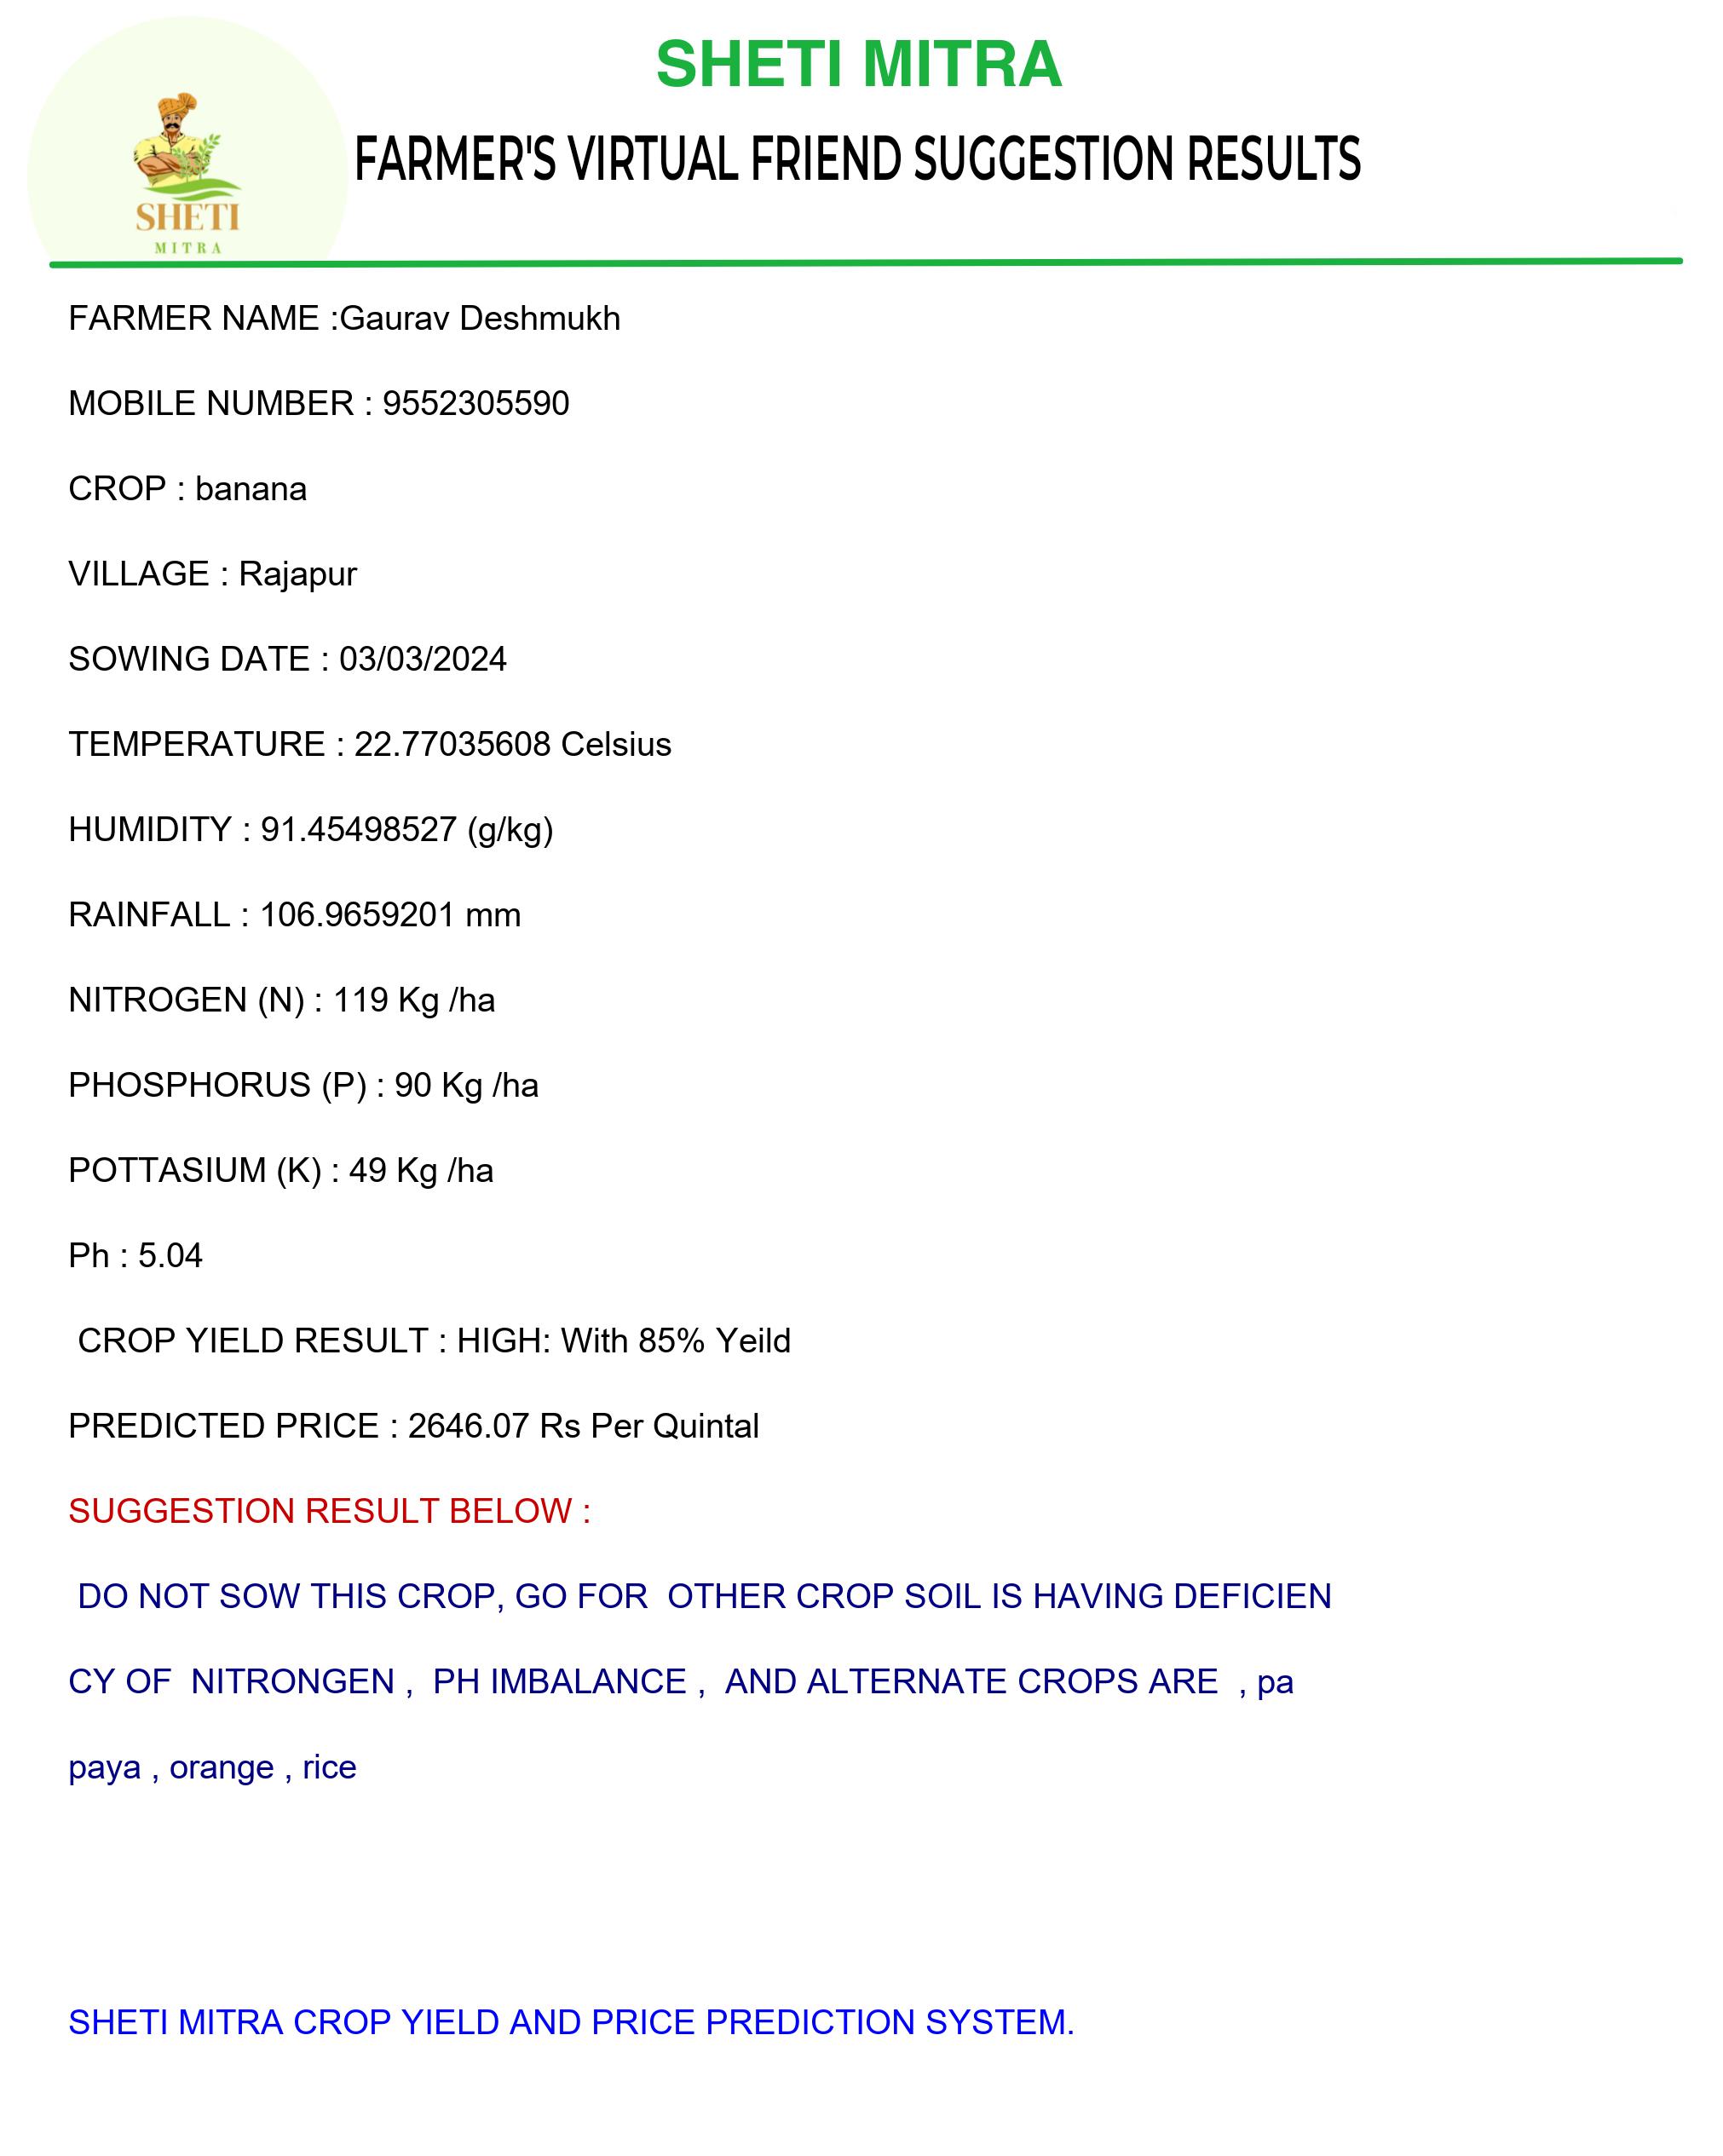 SHETI MITRA
FARMER'S VIRTUAL FRIEND SUGGESTION RESULTS
SHETI
MITRA
FARMER NAME :Gaurav Deshmukh
MOBILE NUMBER : 9552305590
CROP : banana
VILLAGE : Rajapur
SOWING DATE : 03/03/2024
TEMPERATURE : 22.77035608 Celsius
HUMIDITY : 91.45498527 (g/kg)
RAINFALL : 106.9659201 mm
NITROGEN (N) : 119 Kg /ha
PHOSPHORUS (P) : 90 Kg /ha
POTTASIUM (K) : 49 Kg /ha
Ph : 5.04
CROP YIELD RESULT : HIGH: With 85% Yeild
PREDICTED PRICE : 2646.07 Rs Per Quintal
SUGGESTION RESULT BELOW :
DO NOT SOW THIS CROP, GO FOR  OTHER CROP SOIL IS HAVING DEFICIEN
CY OF  NITRONGEN ,  PH IMBALANCE ,  AND ALTERNATE CROPS ARE  , pa
paya , orange , rice
SHETI MITRA CROP YIELD AND PRICE PREDICTION SYSTEM.